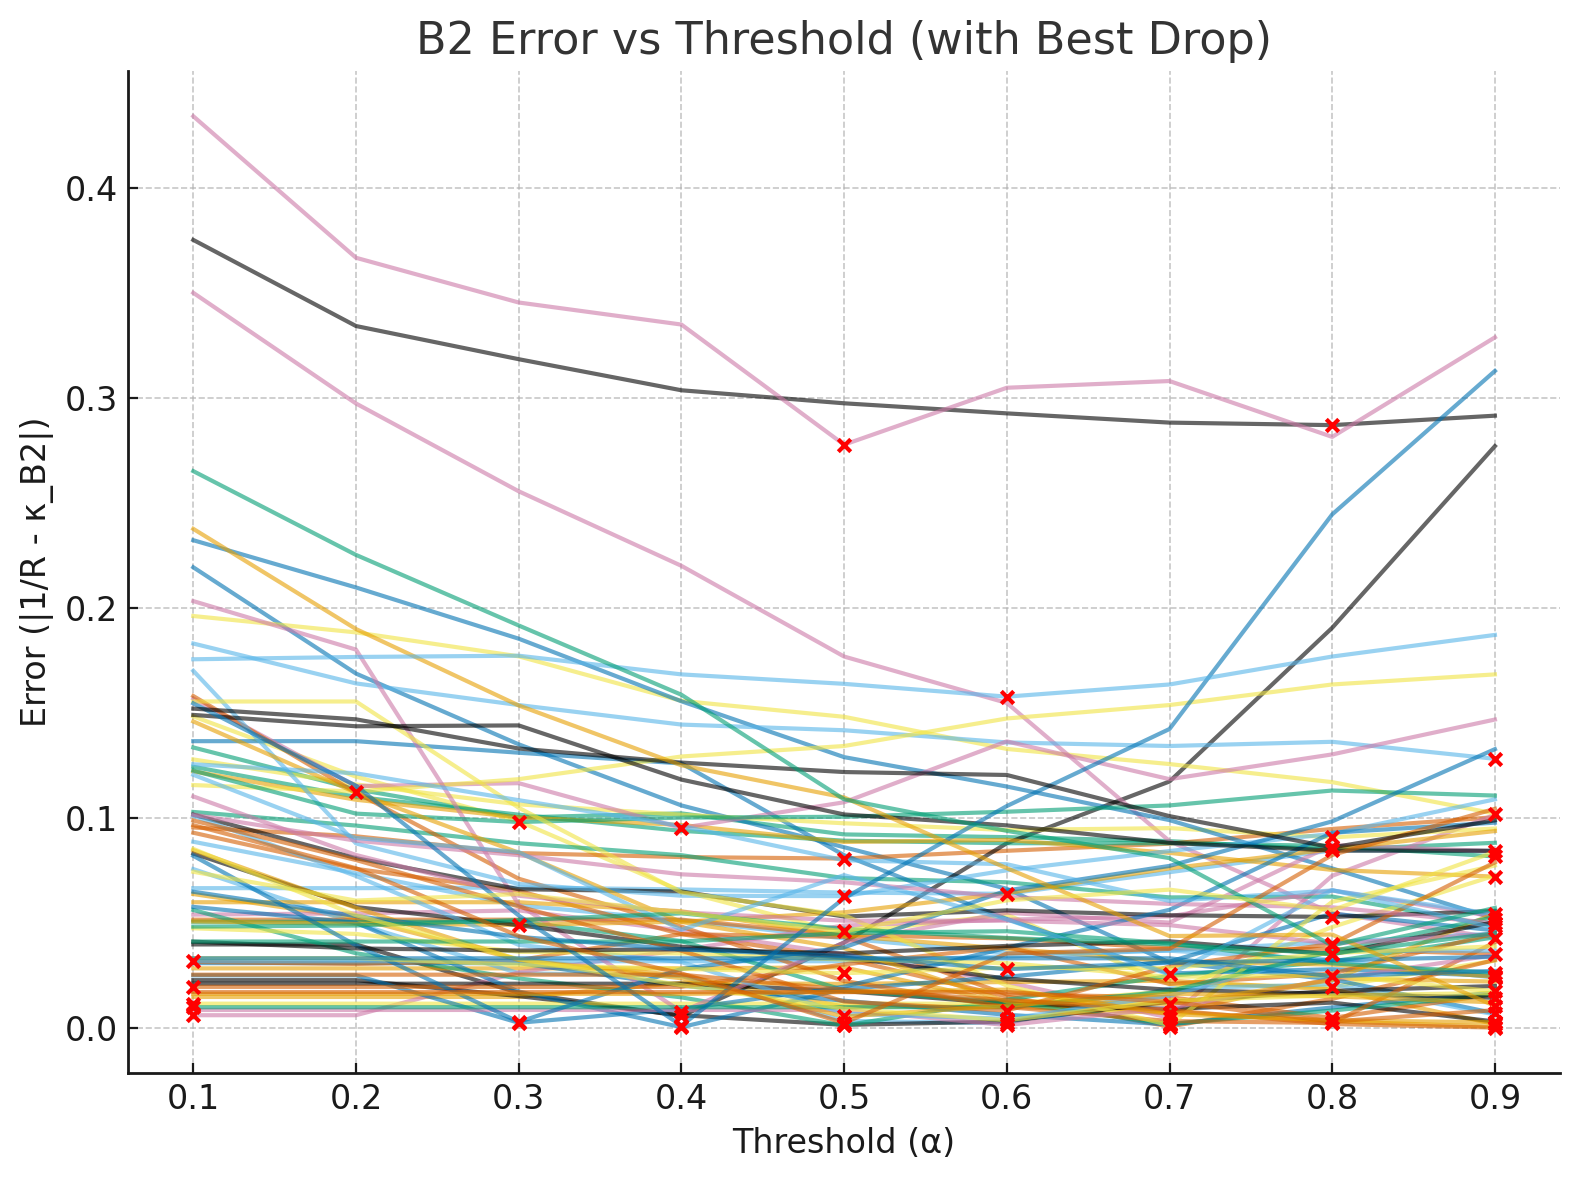 B2 Error vs Threshold (with Best Drop)
Error (|1/R - κ_B2|)
0.4
0.3
0.2
0.1
0.0
0.1 0.2 0.3 0.4 0.5 0.6 0.7 0.8 0.9
Threshold (α)